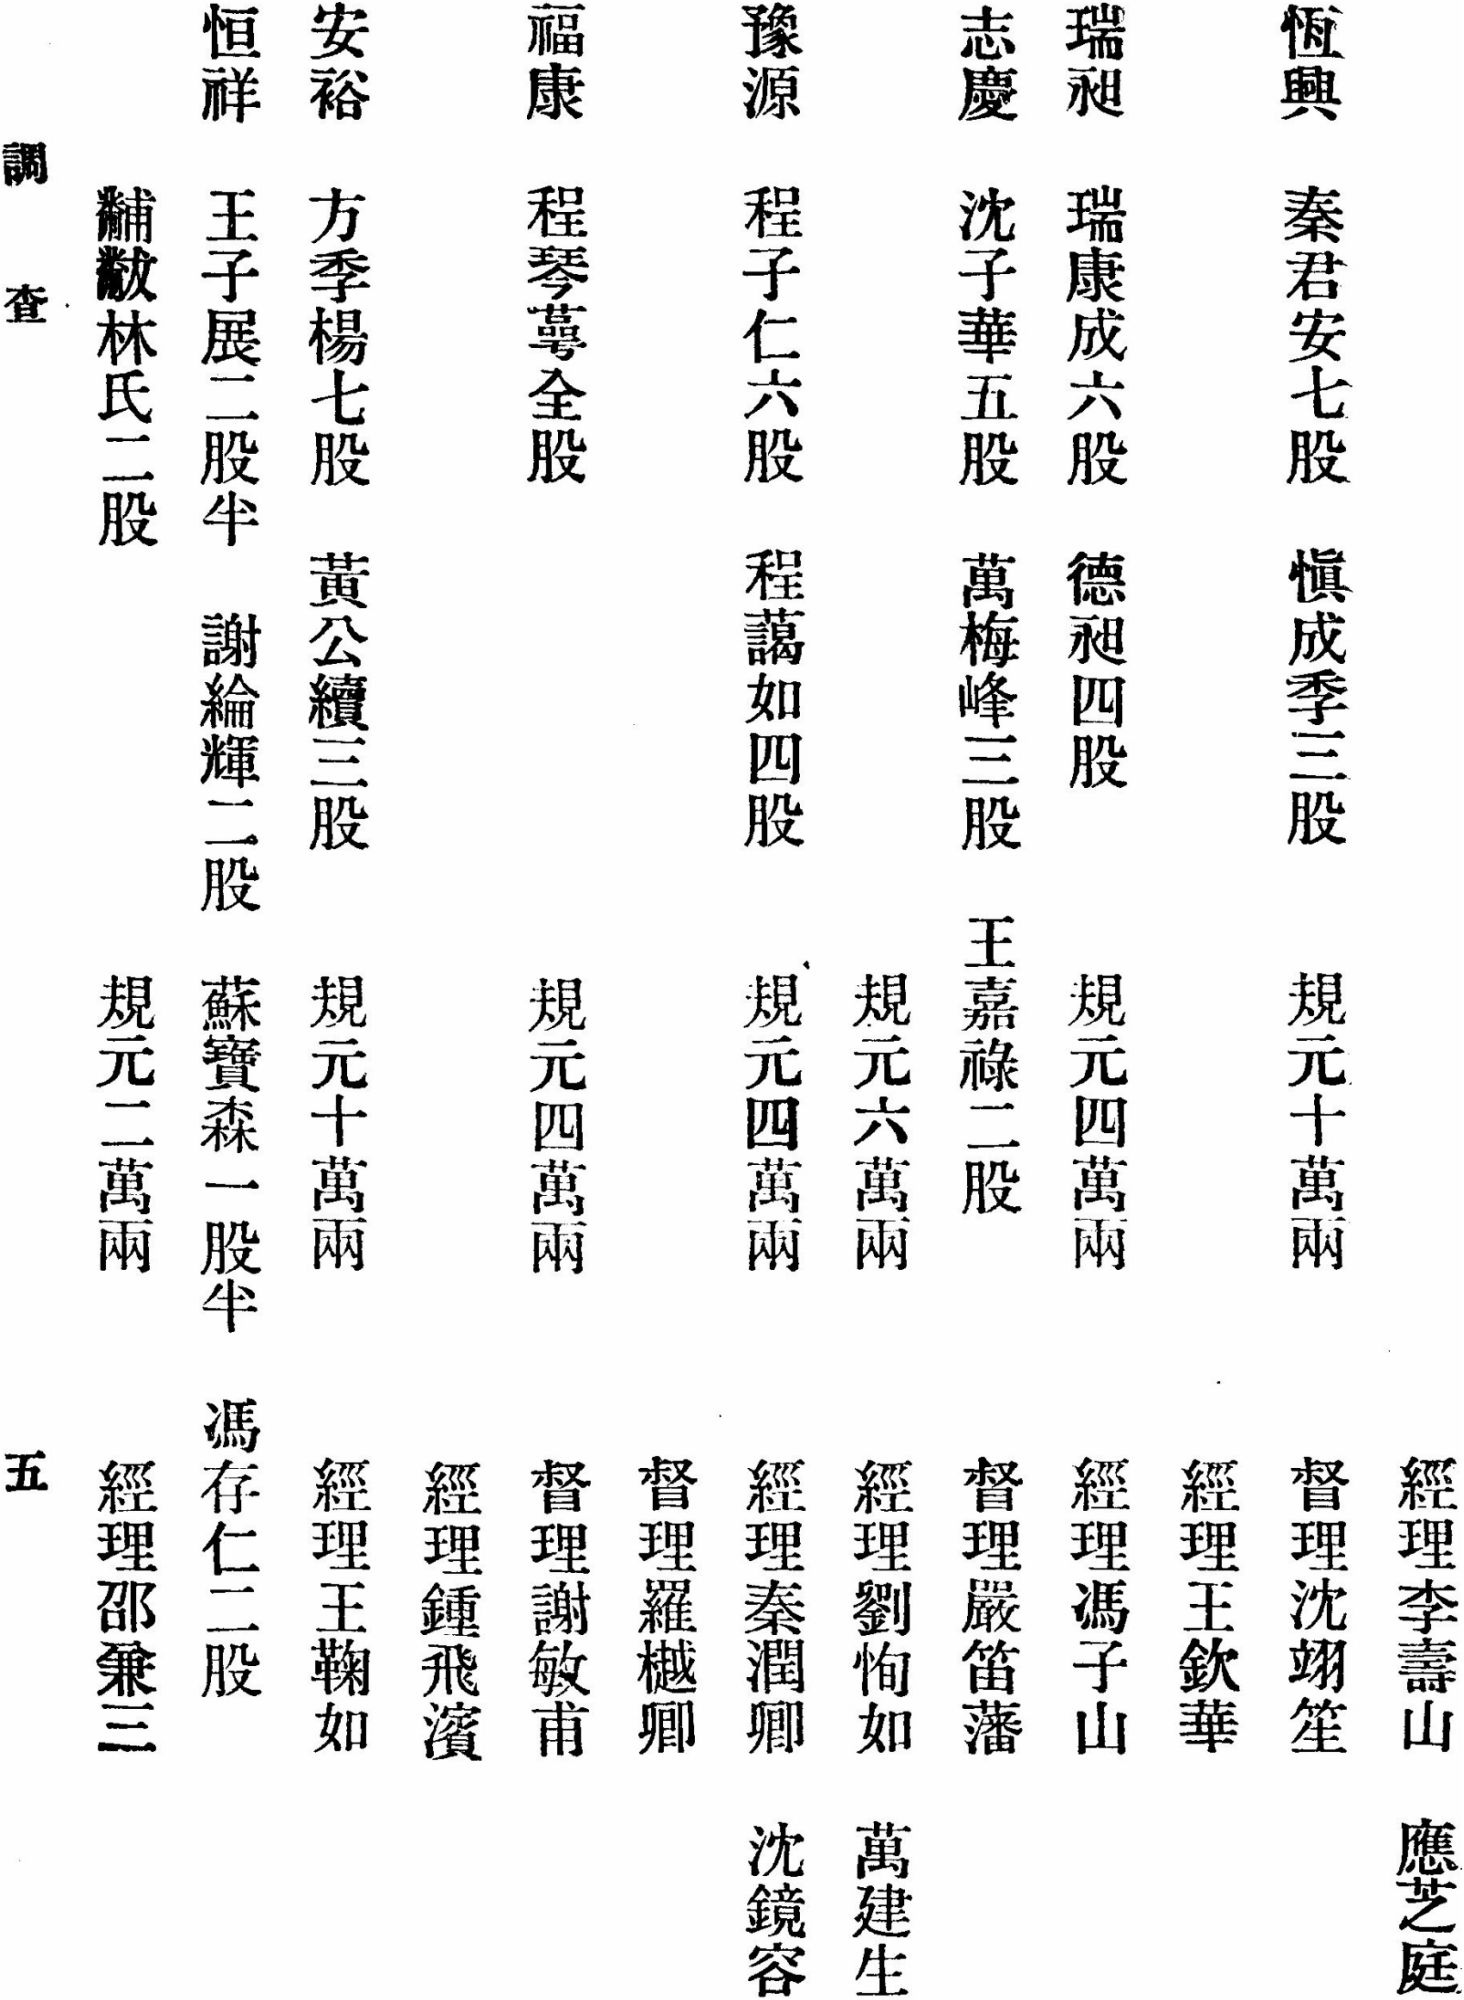 經理李壽山　應芝庭
恆興　秦君安七股　愼成季三股　規元十萬兩　督理沈翊笙
經理王欽華
瑞昶　瑞康成六股　德昶四股　規元四萬兩　經理馮子山
志慶　沈子華五股　萬梅峰三股　王嘉祿二股　督理嚴笛藩
規元六萬兩　經理劉恂如　萬建生
豫源　程子仁六股　程藹如四股　規元四萬兩　經理秦潤卿　沈鏡容
督理羅樾卿
福康　程琴蕚全股　規元四萬兩　督理謝敏甫
經理鍾飛濱
安裕　方季楊七股　黃公續三股　規元十萬兩　經理王鞠如
恒祥　王子展二股半　謝綸輝二股　蘇寶森一股半　馮存仁二股
黼黻林氏二股　規元二萬兩　經理邵兼三
調查　五